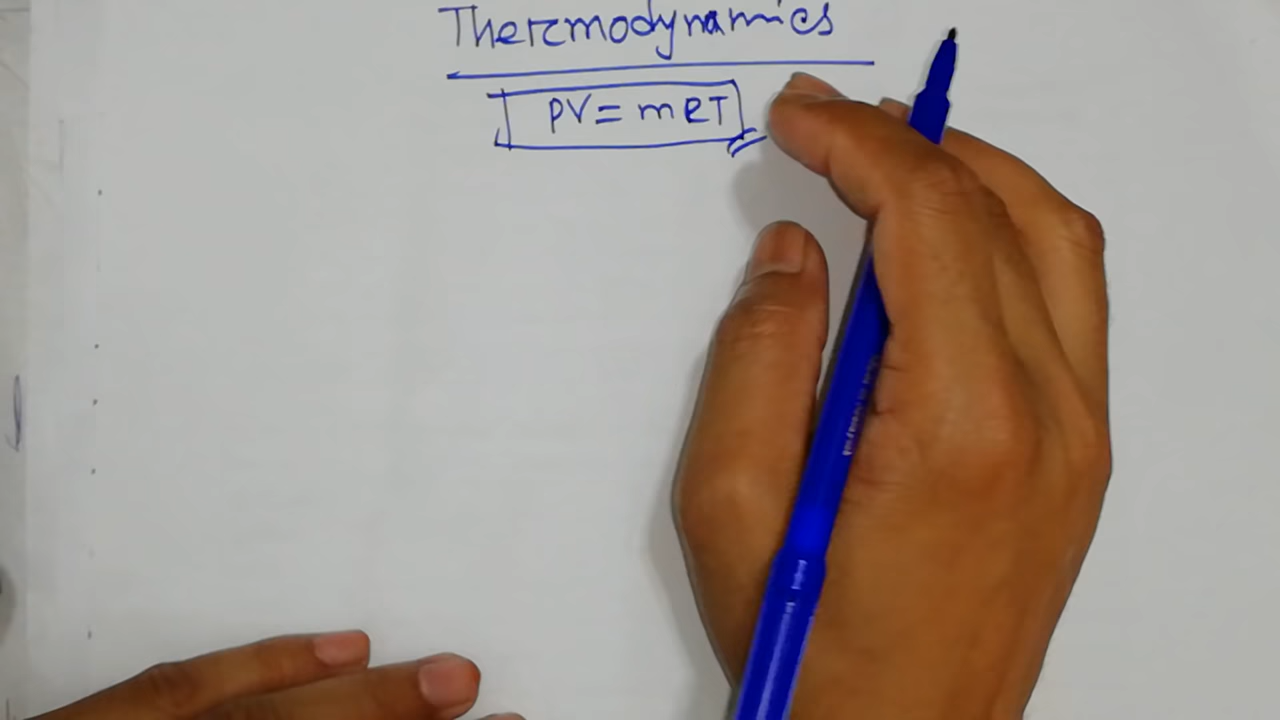 Thermodynamics
PV = mRT